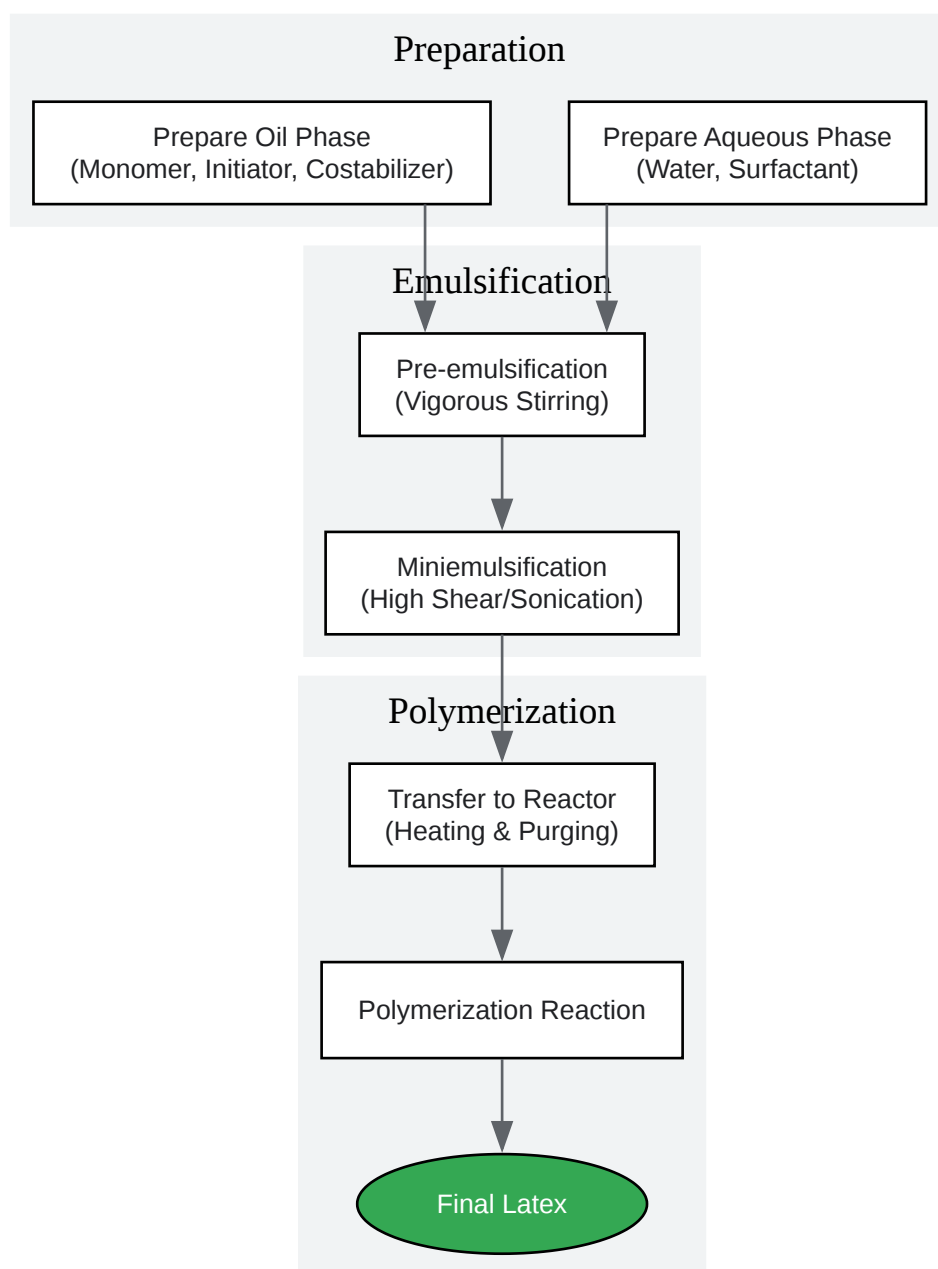 Preparation
Prepare Oil Phase
(Monomer, Initiator, Costabilizer)
Prepare Aqueous Phase
(Water, Surfactant)
Emulsification
Pre-emulsification
(Vigorous Stirring)
Miniemulsification
(High Shear/Sonication)
Polymerization
Transfer to Reactor
(Heating & Purging)
Polymerization Reaction
Final Latex